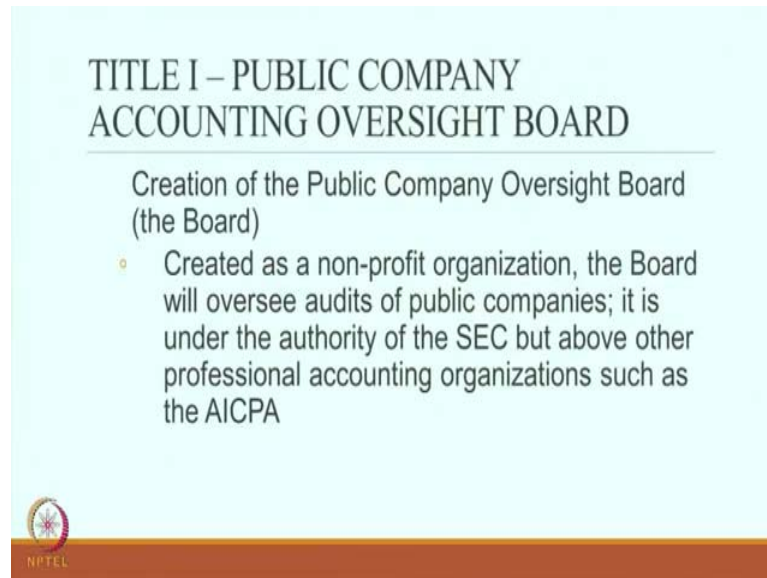 TITLE I – PUBLIC COMPANY
ACCOUNTING OVERSIGHT BOARD
Creation of the Public Company Oversight Board
(the Board)
Created as a non-profit organization, the Board
will oversee audits of public companies; it is
under the authority of the SEC but above other
professional accounting organizations such as
the AICPA
NPTEL